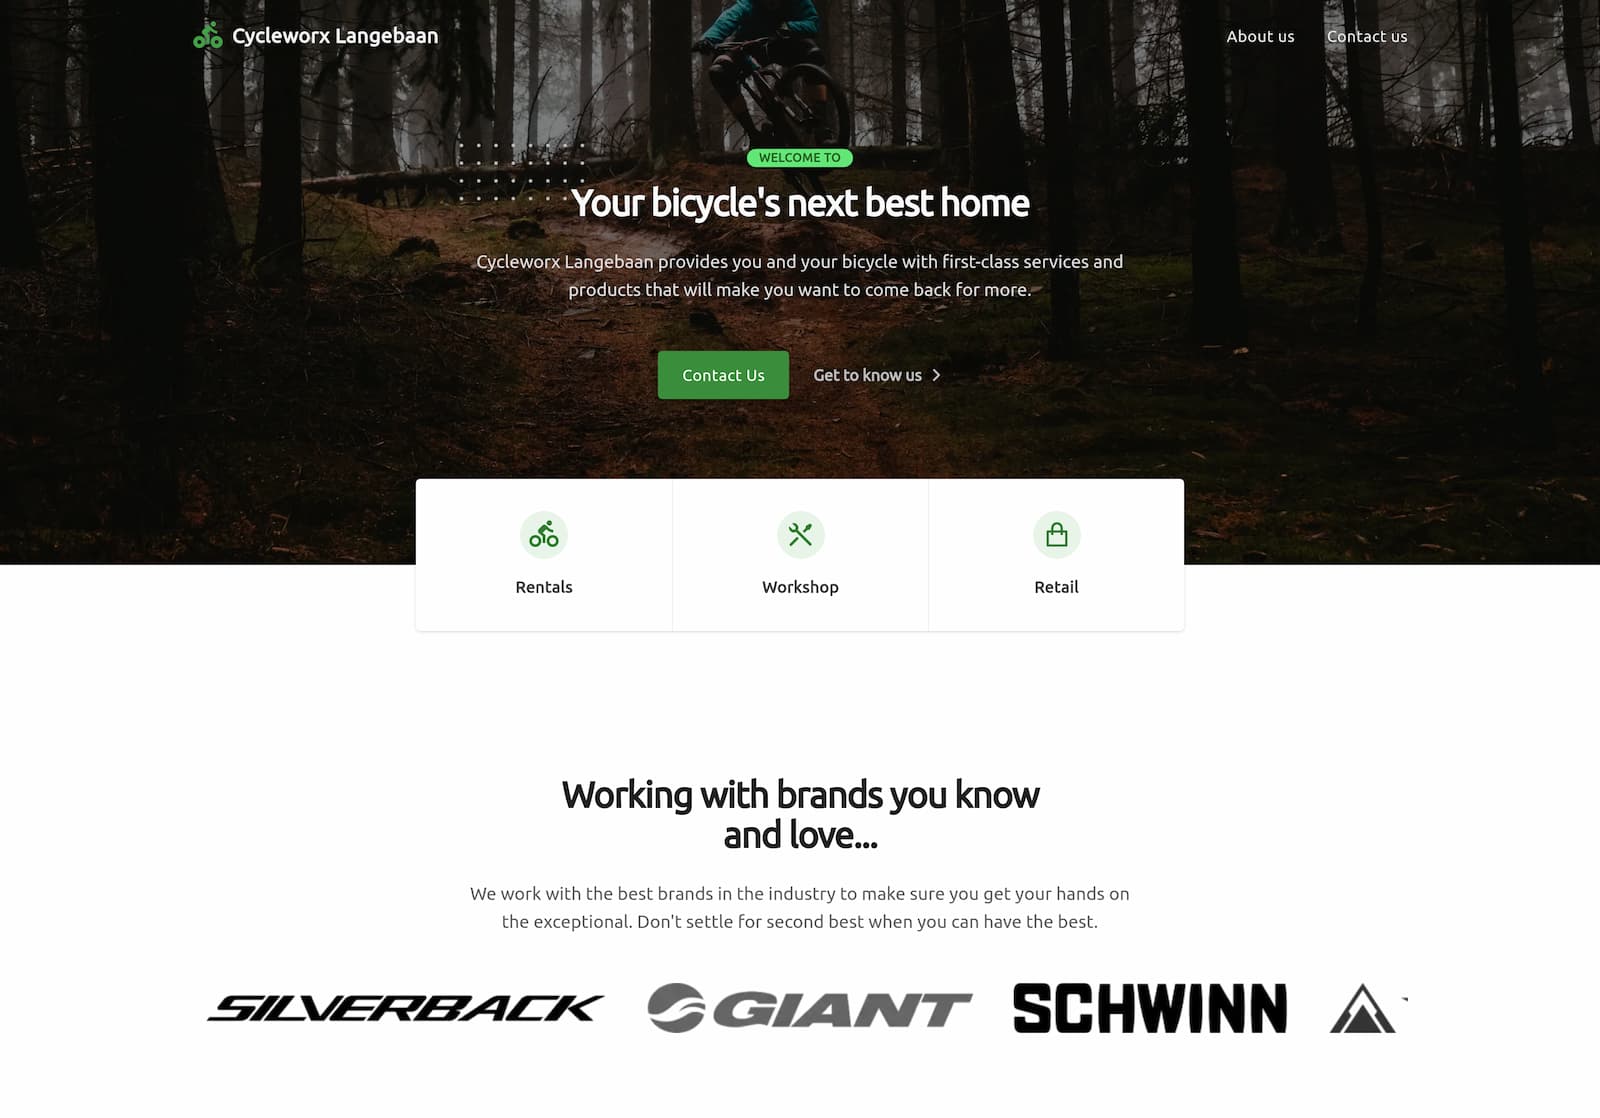 Cycleworx Langebaan
About us
Contact us
WELCOME TO
Your bicycle's next best home
Cycleworx Langebaan provides you and your bicycle with first-class services and
products that will make you want to come back for more.
Contact Us
Get to know us
Rentals
Workshop
Retail
Working with brands you know
and love...
We work with the best brands in the industry to make sure you get your hands on
the exceptional. Don't settle for second best when you can have the best.
SILVERBACK
GIANT
SCHWINN